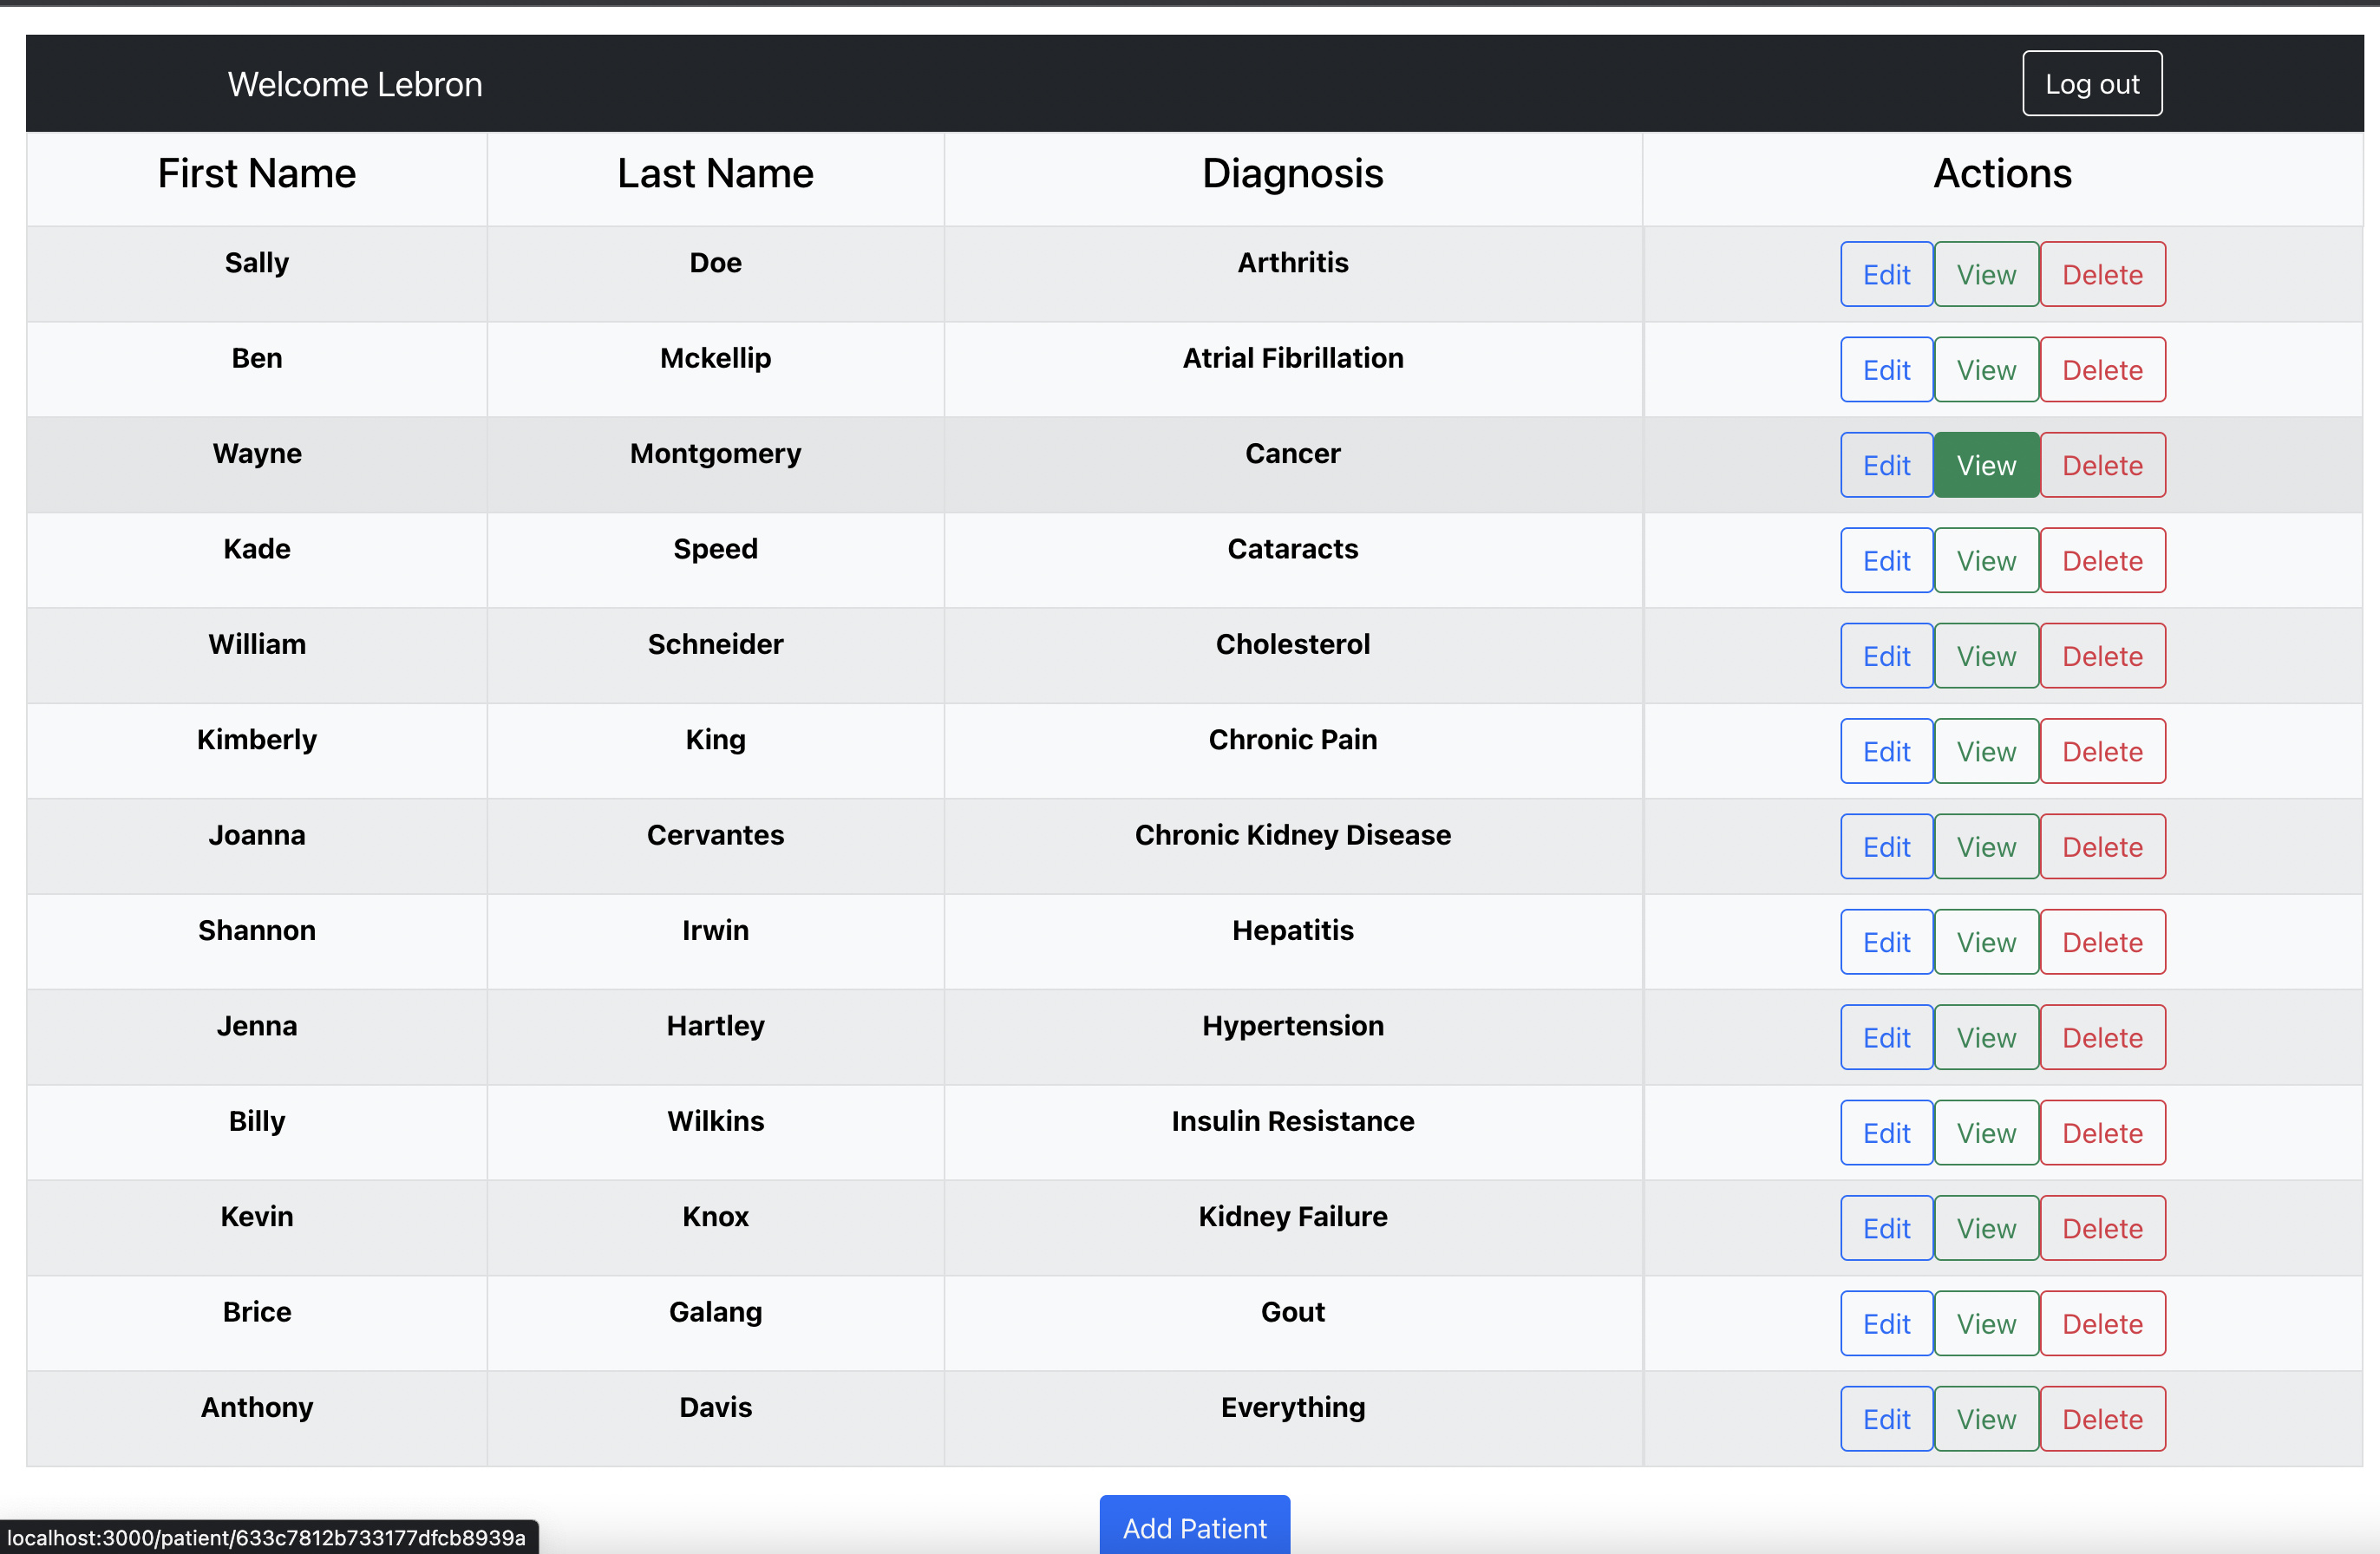 Welcome Lebron Log out
First Name Last Name Diagnosis Actions
Sally Doe Arthritis Edit View Delete
Ben Mckellip Atrial Fibrillation Edit View Delete
Wayne Montgomery Cancer Edit View Delete
Kade Speed Cataracts Edit View Delete
William Schneider Cholesterol Edit View Delete
Kimberly King Chronic Pain Edit View Delete
Joanna Cervantes Chronic Kidney Disease Edit View Delete
Shannon Irwin Hepatitis Edit View Delete
Jenna Hartley Hypertension Edit View Delete
Billy Wilkins Insulin Resistance Edit View Delete
Kevin Knox Kidney Failure Edit View Delete
Brice Galang Gout Edit View Delete
Anthony Davis Everything Edit View Delete
Add Patient
localhost:3000/patient/633c7812b733177dfcb8939a